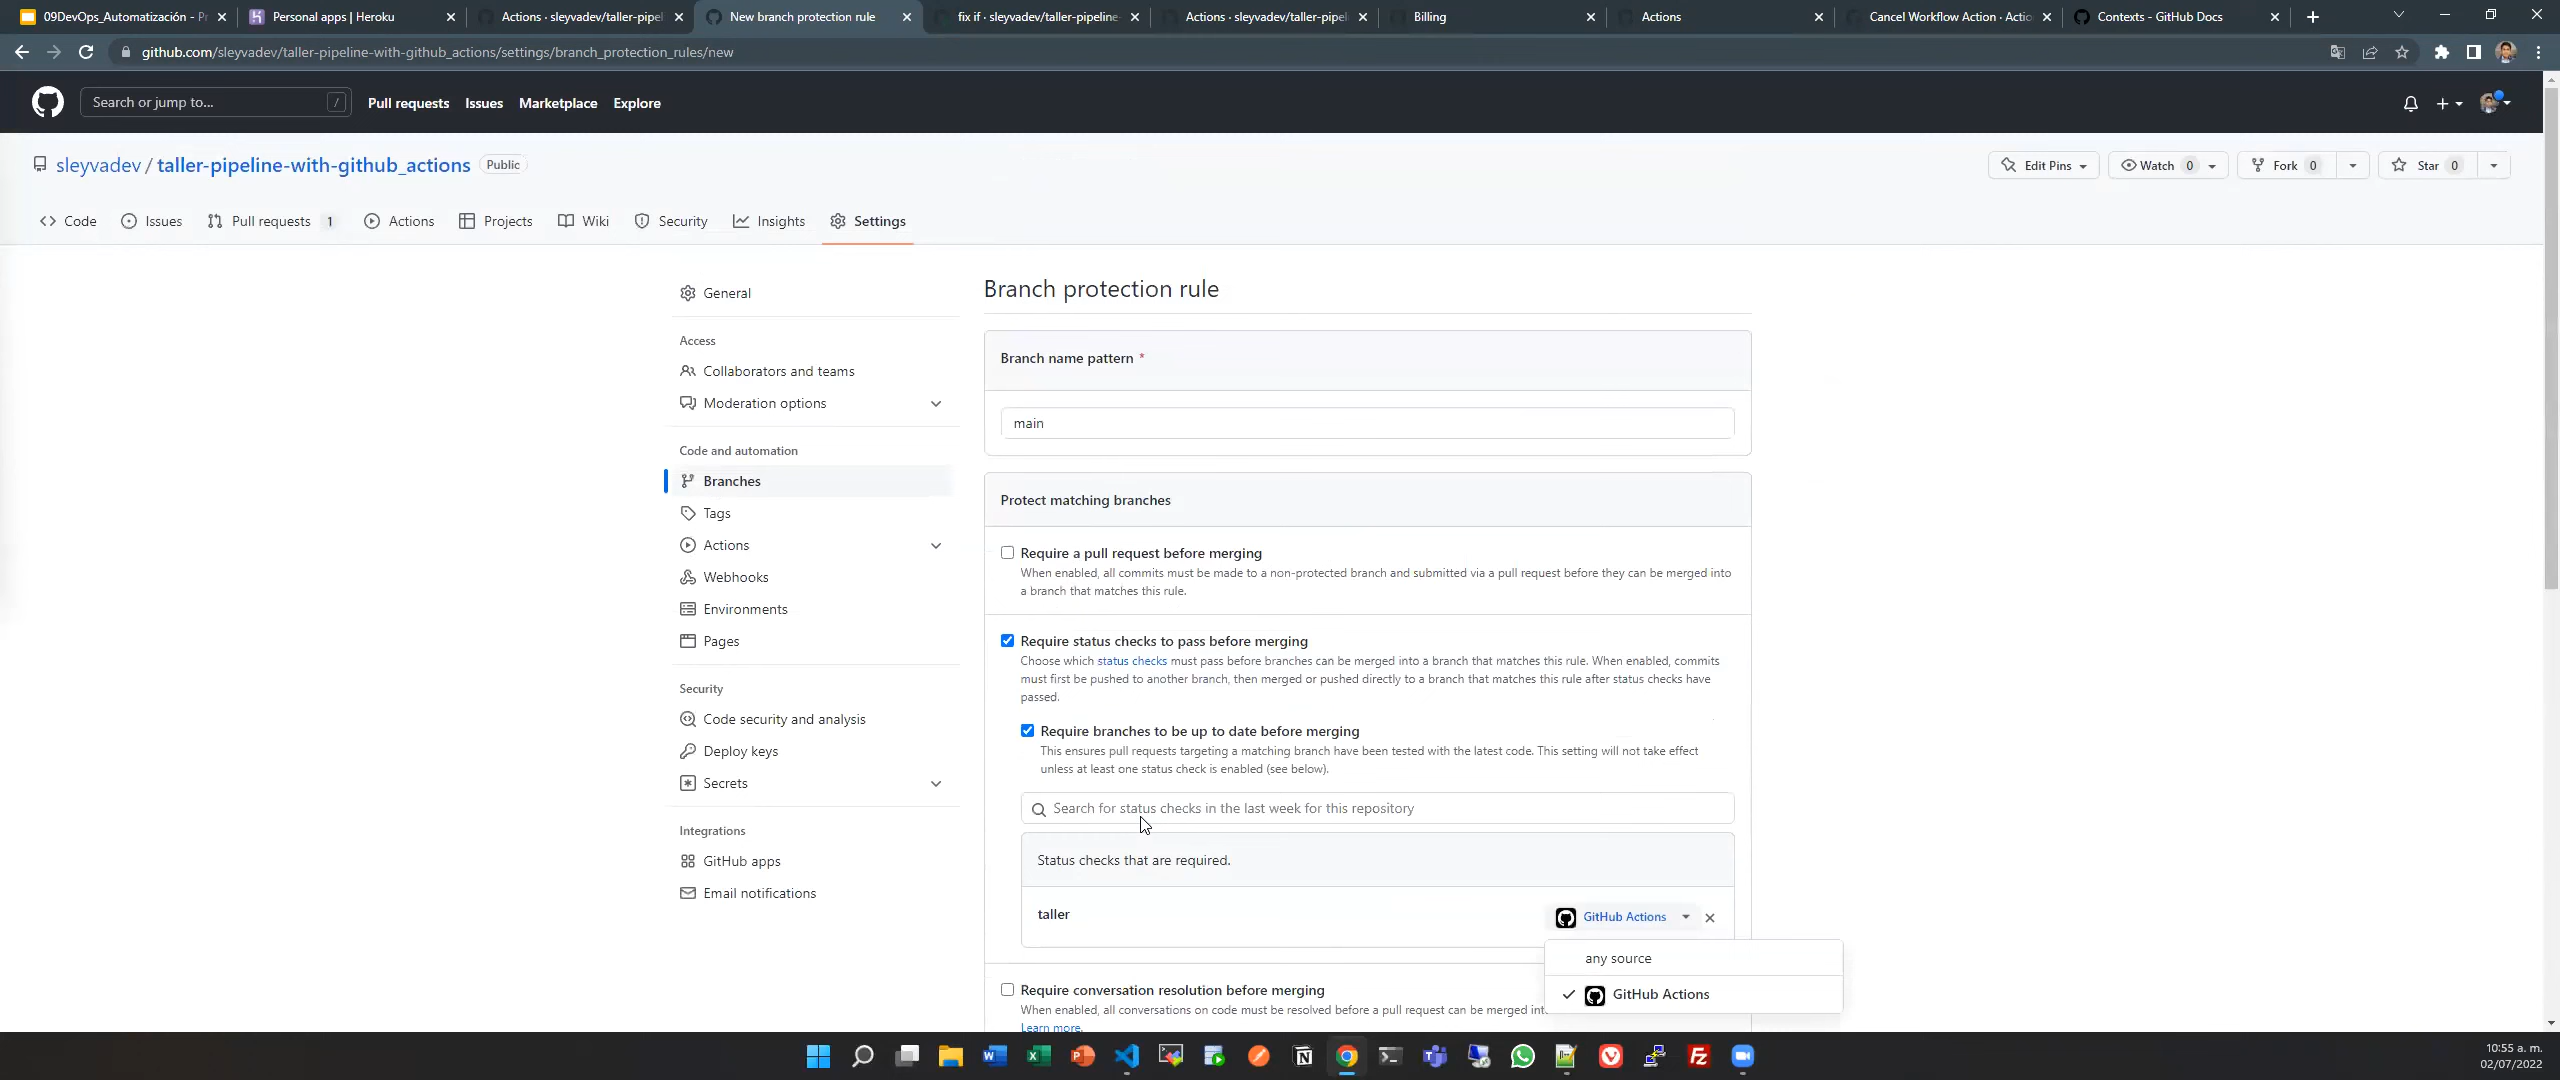 09DevOps_Automatización - Pr
Personal apps | Heroku
Actions · sleyvadev/taller-pipel
New branch protection rule
fix if · sleyvadev/taller-pipeline-
Actions · sleyvadev/taller-pipel
Billing
Actions
Cancel Workflow Action · Actio
Contexts - GitHub Docs
github.com/sleyvadev/taller-pipeline-with-github_actions/settings/branch_protection_rules/new
Search or jump to...
/
Pull requests
Issues
Marketplace
Explore
sleyvadev / taller-pipeline-with-github_actions
Public
Edit Pins
Watch 0
Fork 0
Star 0
Code
Issues
Pull requests 1
Actions
Projects
Wiki
Security
Insights
Settings
General
Access
Collaborators and teams
Moderation options
Code and automation
Branches
Tags
Actions
Webhooks
Environments
Pages
Security
Code security and analysis
Deploy keys
Secrets
Integrations
GitHub apps
Email notifications
Branch protection rule
Branch name pattern *
main
Protect matching branches
Require a pull request before merging
When enabled, all commits must be made to a non-protected branch and submitted via a pull request before they can be merged into
a branch that matches this rule.
Require status checks to pass before merging
Choose which status checks must pass before branches can be merged into a branch that matches this rule. When enabled, commits
must first be pushed to another branch, then merged or pushed directly to a branch that matches this rule after status checks have
passed.
Require branches to be up to date before merging
This ensures pull requests targeting a matching branch have been tested with the latest code. This setting will not take effect
unless at least one status check is enabled (see below).
Search for status checks in the last week for this repository
Status checks that are required.
taller
GitHub Actions
any source
GitHub Actions
Require conversation resolution before merging
When enabled, all conversations on code must be resolved before a pull request can be merged int
Learn more.
10:55 a. m.
02/07/2022